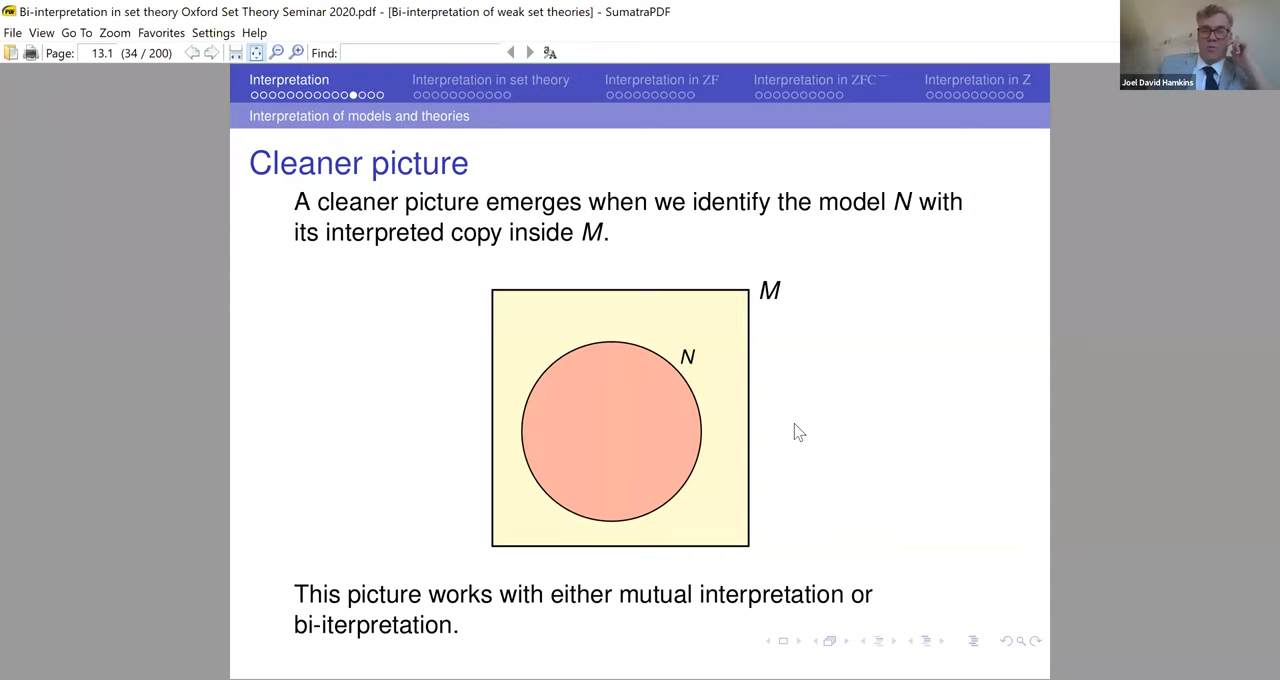 Bi-interpretation in set theory Oxford Set Theory Seminar 2020.pdf - [Bi-interpretation of weak set theories] - SumatraPDF
File View Go To Zoom Favorites Settings Help
Page: 13.1 (34 / 200) Find:
Joel David Hamkins
Interpretation Interpretation in set theory Interpretation in ZF Interpretation in ZFC⁻ Interpretation in Z
Interpretation of models and theories
Cleaner picture
A cleaner picture emerges when we identify the model N with
its interpreted copy inside M.
M
N
This picture works with either mutual interpretation or
bi-iterpretation.